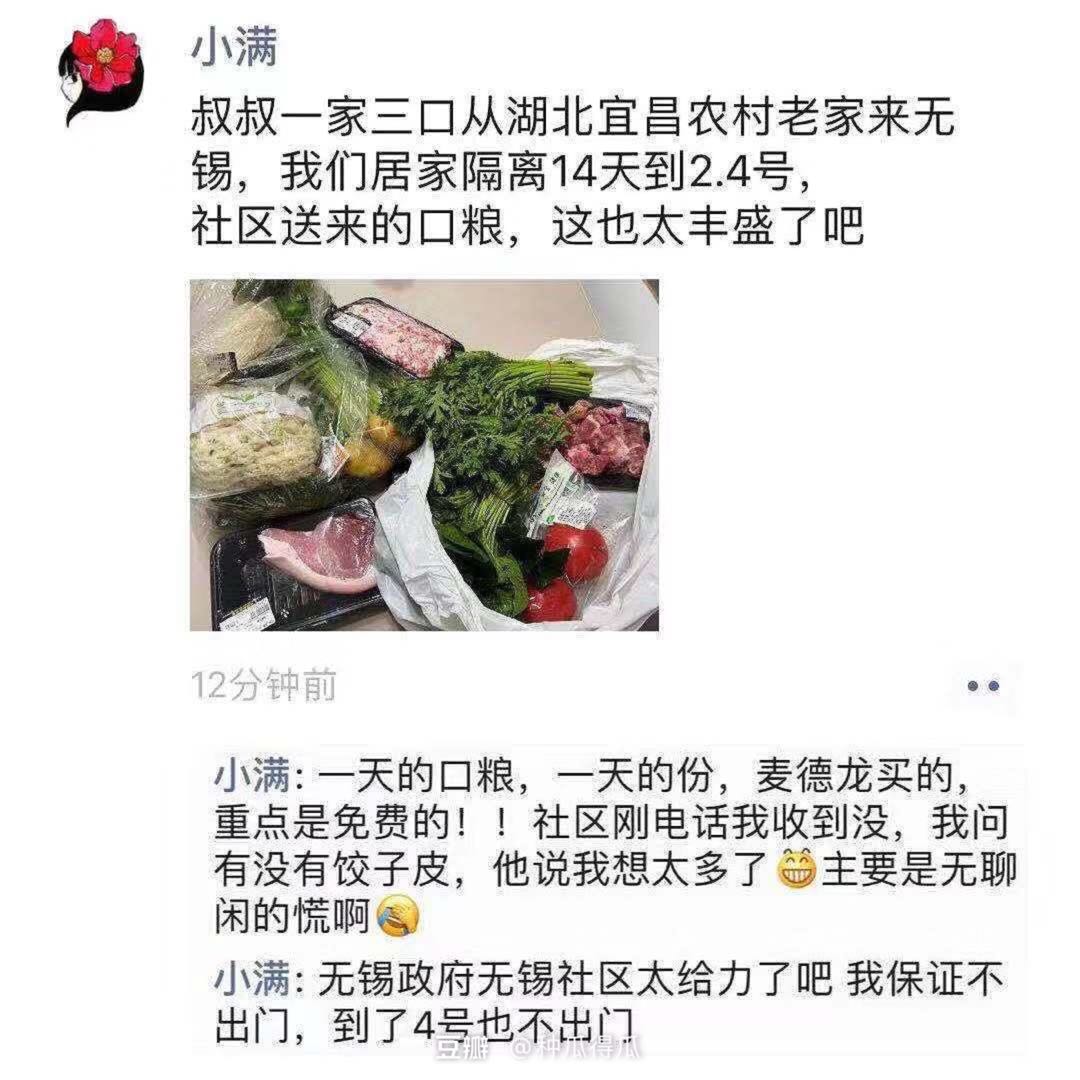 小满
叔叔一家三口从湖北宜昌农村老家来无
锡，我们居家隔离14天到2.4号，
社区送来的口粮，这也太丰盛了吧
12分钟前
小满: 一天的口粮，一天的份，麦德龙买的，
重点是免费的！！社区刚电话我收到没，我问
有没有饺子皮，他说我想太多了😁主要是无聊
闲的慌啊🤣
小满: 无锡政府无锡社区太给力了吧 我保证不
出门，到了4号也不出门
豆瓣 @种瓜得瓜